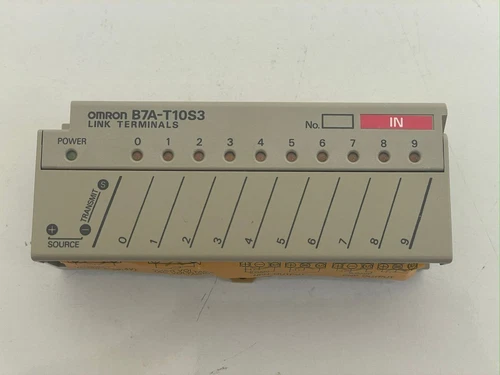 omron B7A-T10S3
LINK TERMINALS
No. IN
POWER 0 1 2 3 4 5 6 7 8 9
TRANSMIT S
+ −
SOURCE
0 1 2 3 4 5 6 7 8 9